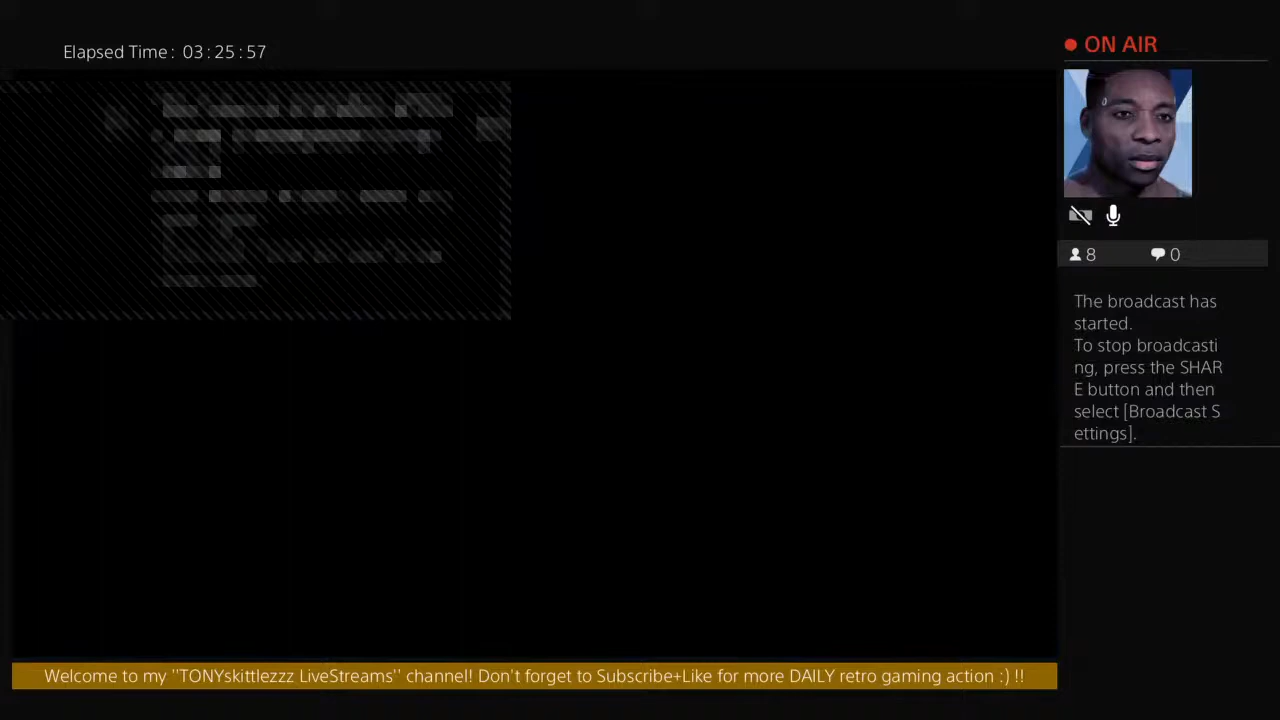 Elapsed Time: 03:25:57
ON AIR
8 0
The broadcast has
started.
To stop broadcasti
ng, press the SHAR
E button and then
select [Broadcast S
ettings].
Welcome to my "TONYskittlezzz LiveStreams" channel! Don't forget to Subscribe+Like for more DAILY retro gaming action :) !!